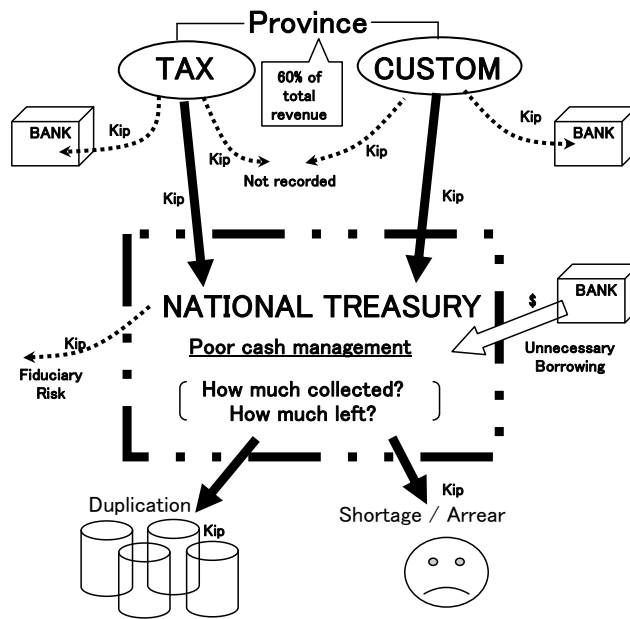 Province
TAX
CUSTOM
60% of
total
revenue
BANK
Kip
Kip
Kip
Kip
BANK
Not recorded
Kip
Kip
NATIONAL TREASURY
$
BANK
Poor cash management
Unnecessary
Borrowing
Kip
Fiduciary
Risk
How much collected?
How much left?
Duplication
Kip
Kip
Shortage / Arrear